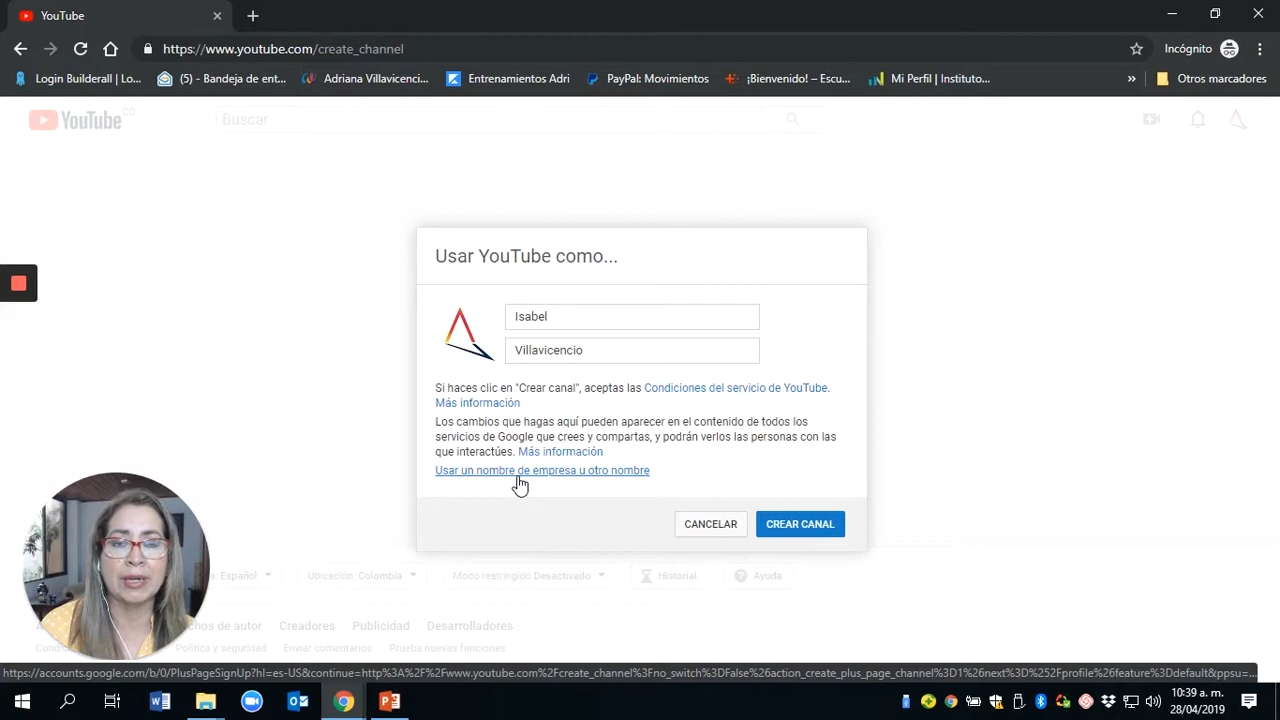 YouTube
https://www.youtube.com/create_channel
Incógnito
Login Builderall | Lo...
(5) - Bandeja de ent...
Adriana Villavicenci...
Entrenamientos Adri
PayPal: Movimientos
¡Bienvenido! – Escu...
Mi Perfil | Instituto...
»
Otros marcadores
YouTube CO
Buscar
Usar YouTube como...
Isabel
Villavicencio
Si haces clic en "Crear canal", aceptas las Condiciones del servicio de YouTube.
Más información
Los cambios que hagas aquí pueden aparecer en el contenido de todos los
servicios de Google que crees y compartas, y podrán verlos las personas con las
que interactúes. Más información
Usar un nombre de empresa u otro nombre
CANCELAR
CREAR CANAL
: Español
Ubicación: Colombia
Modo restringido Desactivado
Historial
Ayuda
chos de autor
Creadores
Publicidad
Desarrolladores
Política y seguridad
Enviar comentarios
Prueba nuevas funciones
https://accounts.google.com/b/0/PlusPageSignUp?hl=es-US&continue=http%3A%2F%2Fwww.youtube.com%2Fcreate_channel%3Fno_switch%3DFalse%26action_create_plus_page_channel%3D1%26next%3D%252Fprofile%26feature%3Ddefault&ppsu=...
10:39 a. m.
28/04/2019